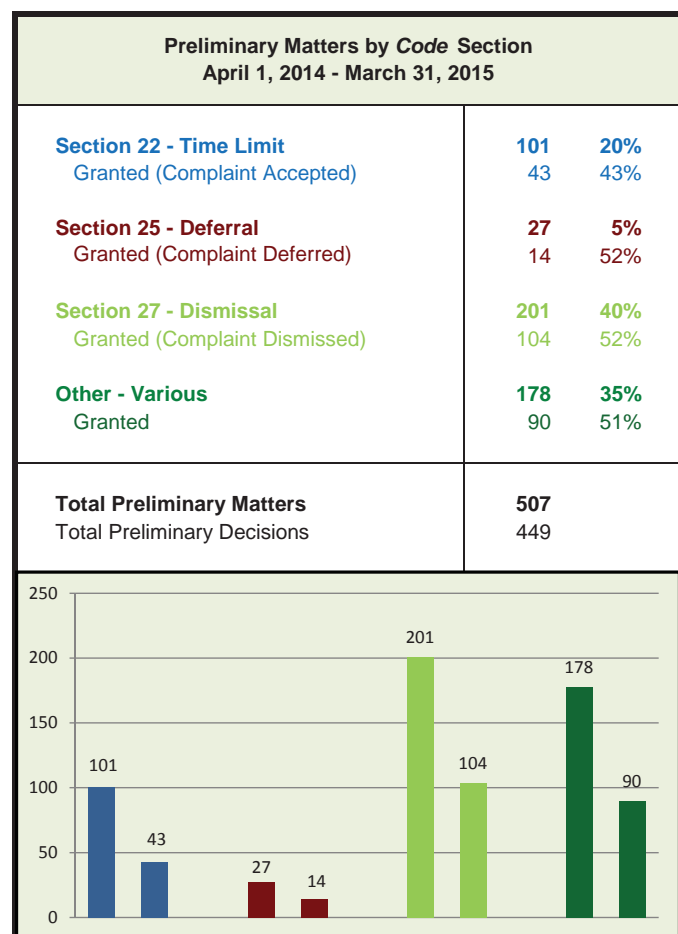 Preliminary Matters by Code Section
April 1, 2014 - March 31, 2015
Section 22 - Time Limit 101 20%
Granted (Complaint Accepted) 43 43%
Section 25 - Deferral 27 5%
Granted (Complaint Deferred) 14 52%
Section 27 - Dismissal 201 40%
Granted (Complaint Dismissed) 104 52%
Other - Various 178 35%
Granted 90 51%
Total Preliminary Matters 507
Total Preliminary Decisions 449
250
200
150
100
50
0
101
43
27
14
201
104
178
90